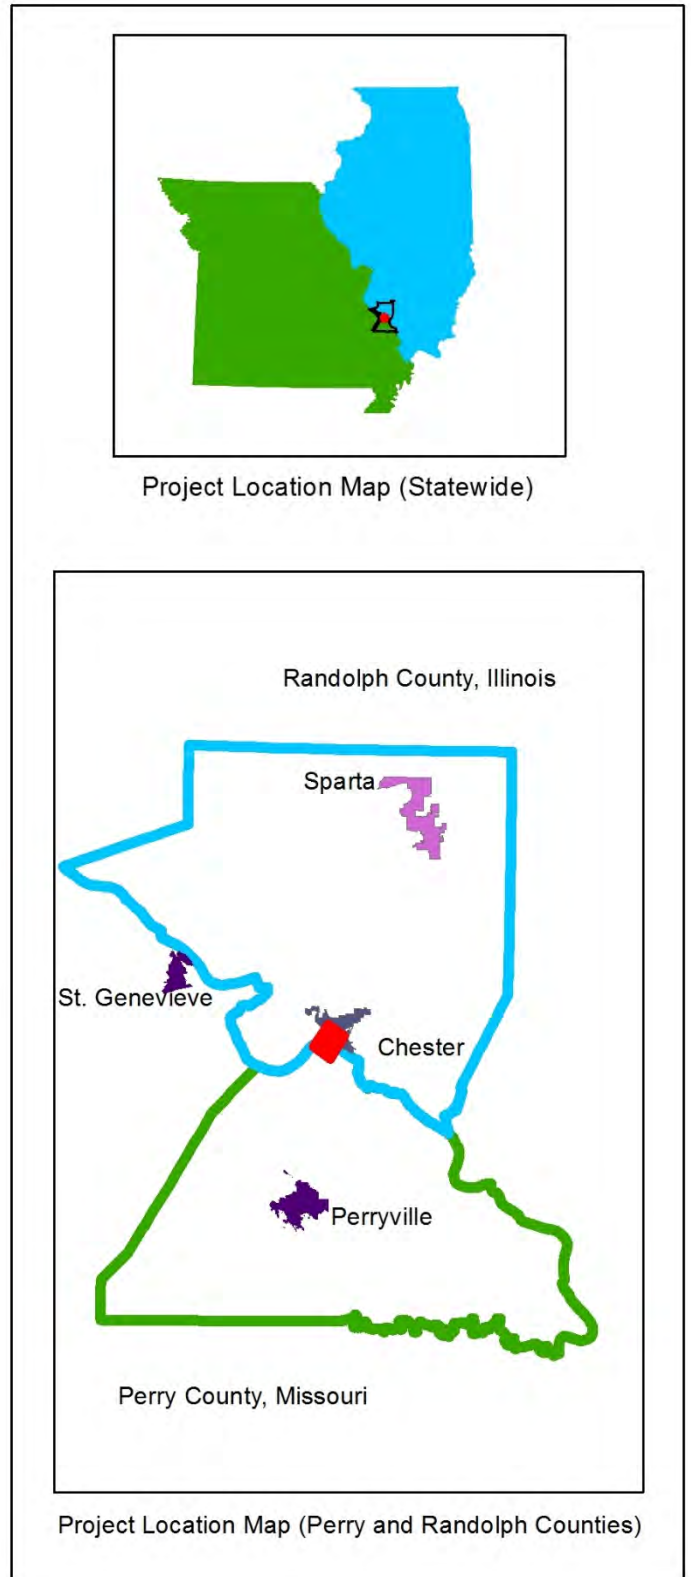 Project Location Map (Statewide)
Randolph County, Illinois
Sparta
St. Genevieve
Chester
Perryville
Perry County, Missouri
Project Location Map (Perry and Randolph Counties)